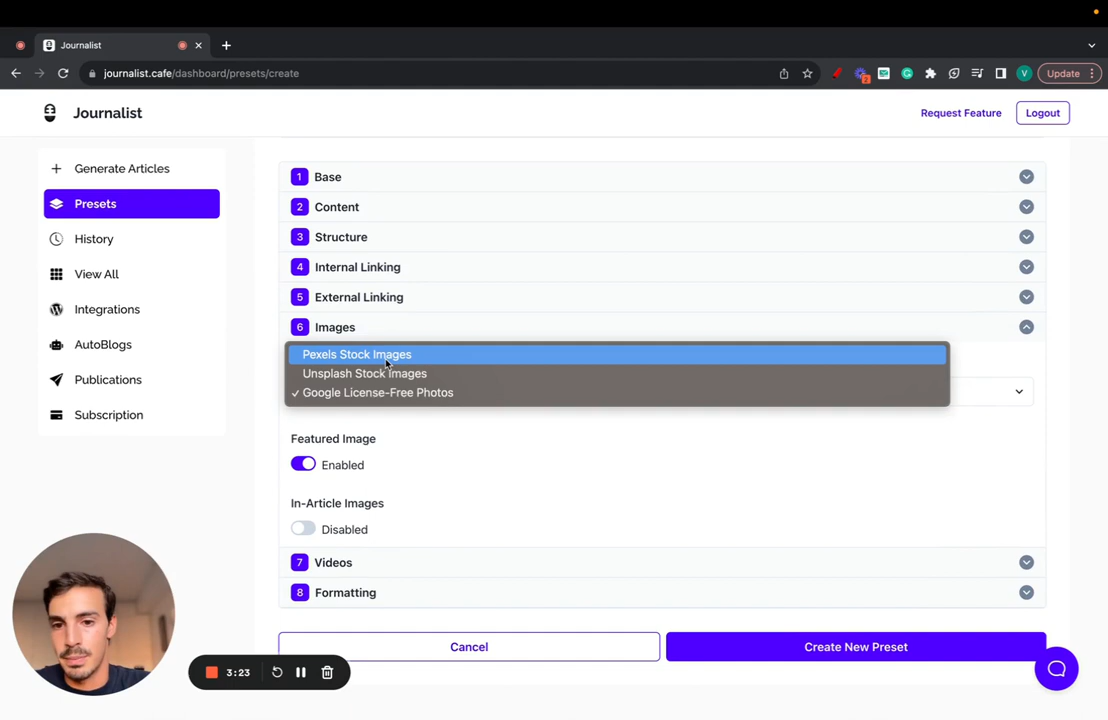 Journalist
journalist.cafe/dashboard/presets/create
2
V
Update
Journalist
Request Feature
Logout
Generate Articles
Presets
History
View All
Integrations
AutoBlogs
Publications
Subscription
1 Base
2 Content
3 Structure
4 Internal Linking
5 External Linking
6 Images
Pexels Stock Images
Unsplash Stock Images
✓ Google License-Free Photos
Featured Image
Enabled
In-Article Images
Disabled
7 Videos
8 Formatting
Cancel
Create New Preset
3:23